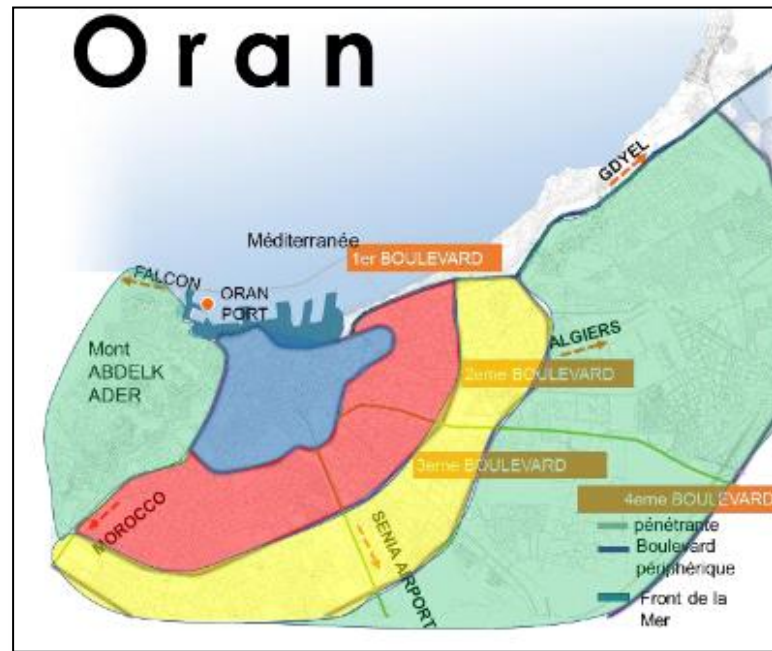 Oran
GDYEL
Méditerranée
1er BOULEVARD
FALCON
ORAN
PORT
ALGIERS
Mont
ABDELK
ADER
2eme BOULEVARD
3eme BOULEVARD
4eme BOULEVARD
MOROCCO
SENIA AIRPORT
pénétrante
Boulevard
périphérique
Front de la
Mer